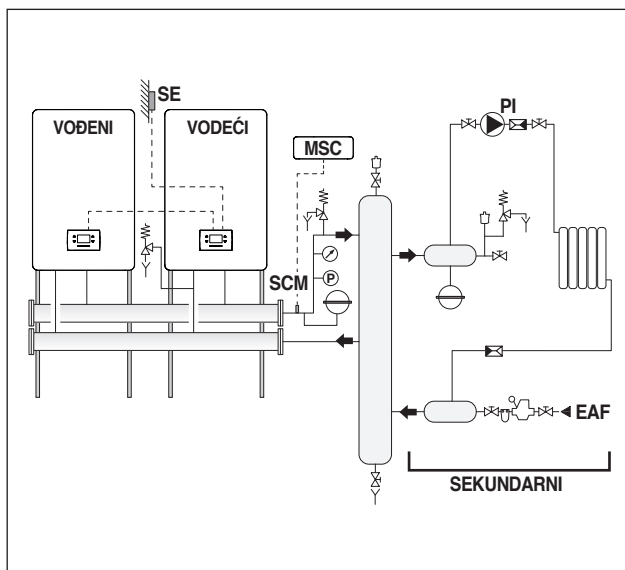 SE
VOĐENI
VODEĆI
PI
MSC
SCM
P
EAF
SEKUNDARNI